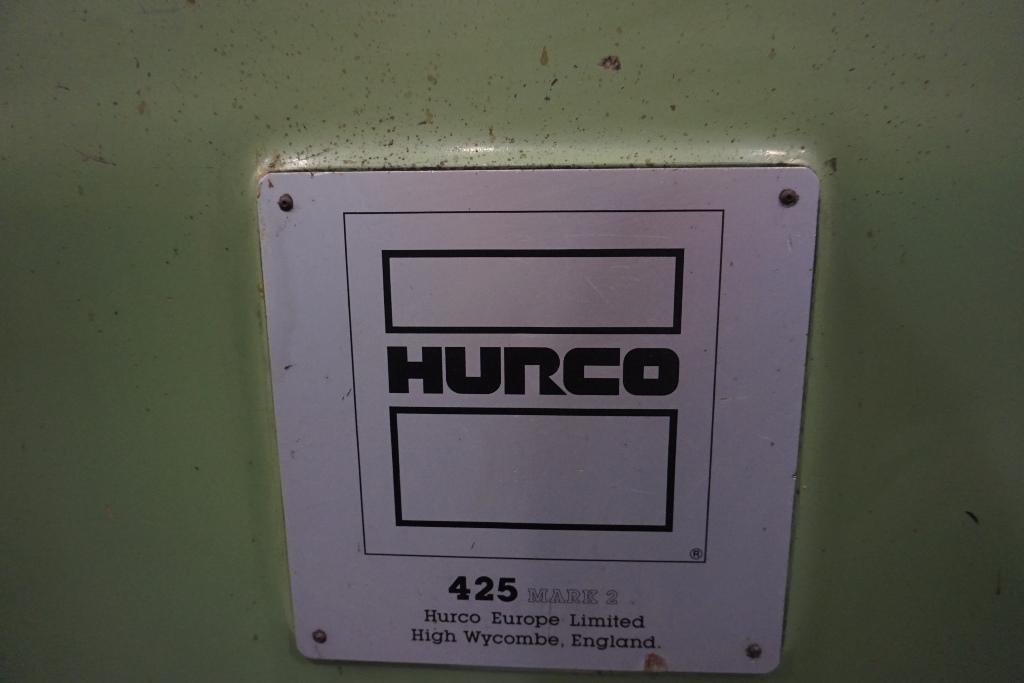 HURCO
®
425 MARK 2
Hurco Europe Limited
High Wycombe, England.